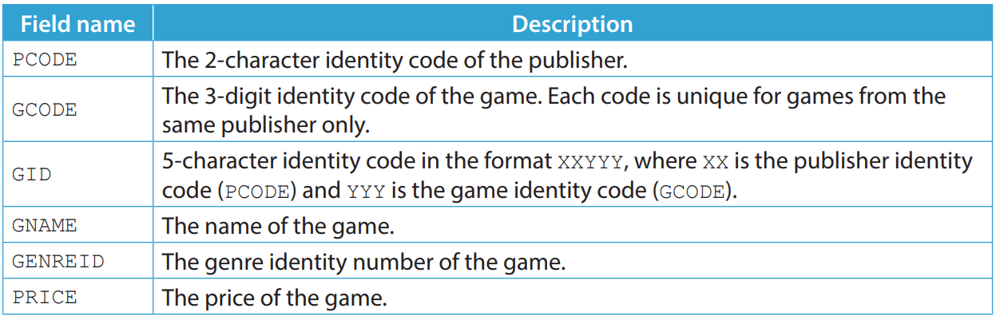 Field name Description
PCODE The 2-character identity code of the publisher.
GCODE The 3-digit identity code of the game. Each code is unique for games from the
same publisher only.
GID 5-character identity code in the format XXYYY, where XX is the publisher identity
code (PCODE) and YYY is the game identity code (GCODE).
GNAME The name of the game.
GENREID The genre identity number of the game.
PRICE The price of the game.